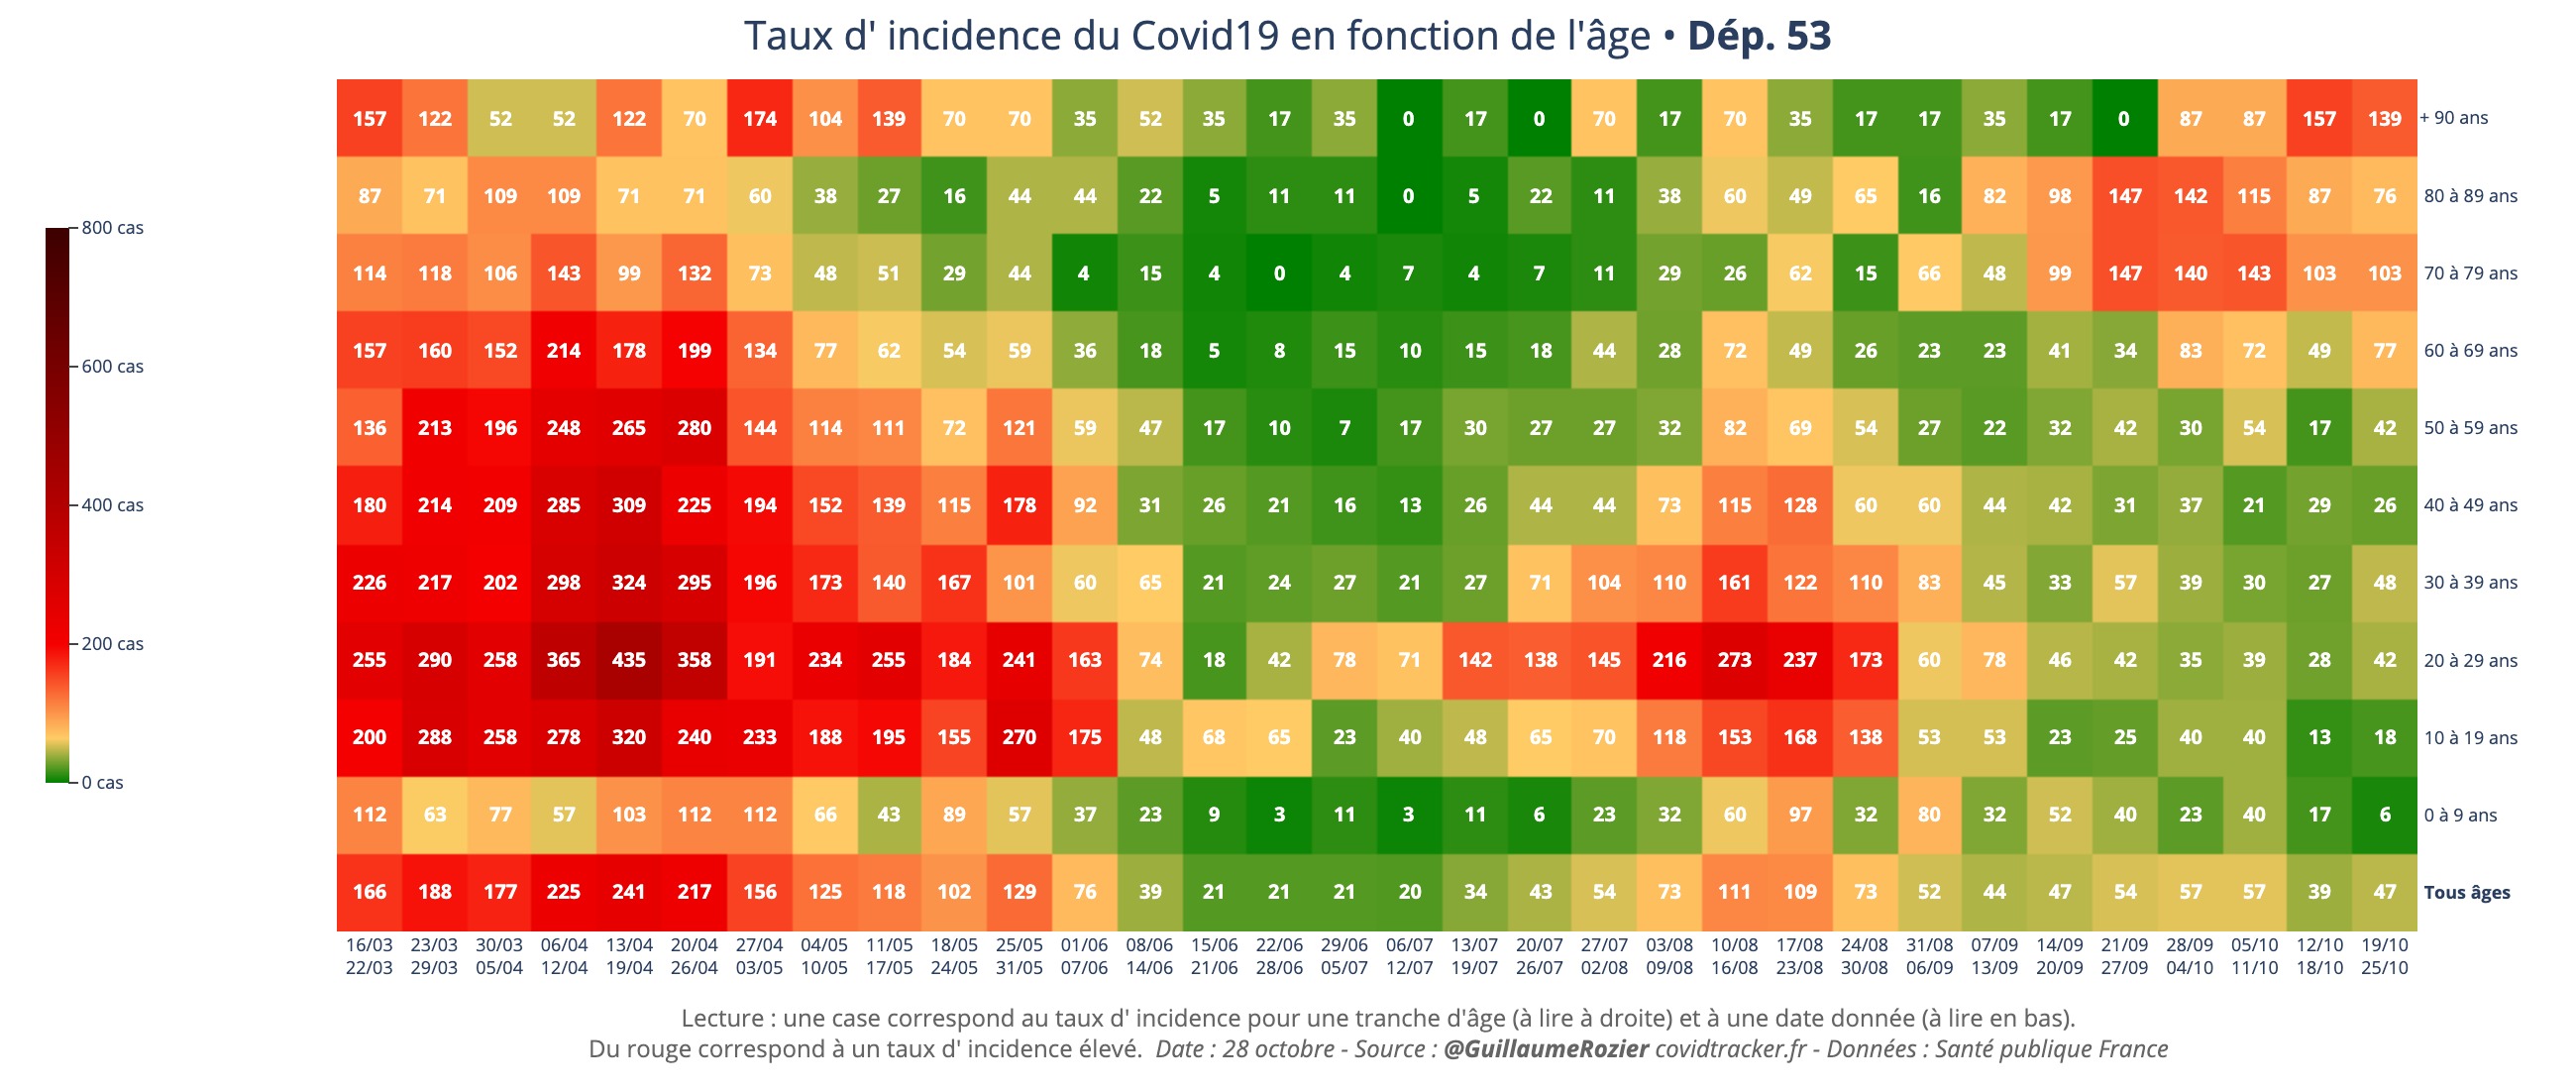 Taux d' incidence du Covid19 en fonction de l'âge • Dép. 53
800 cas
600 cas
400 cas
200 cas
0 cas
157 122 52 52 122 70 174 104 139 70 70 35 52 35 17 35 0 17 0 70 17 70 35 17 17 35 17 0 87 87 157 139 + 90 ans
87 71 109 109 71 71 60 38 27 16 44 44 22 5 11 11 0 5 22 11 38 60 49 65 16 82 98 147 142 115 87 76 80 à 89 ans
114 118 106 143 99 132 73 48 51 29 44 4 15 4 0 4 7 4 7 11 29 26 62 15 66 48 99 147 140 143 103 103 70 à 79 ans
157 160 152 214 178 199 134 77 62 54 59 36 18 5 8 15 10 15 18 44 28 72 49 26 23 23 41 34 83 72 49 77 60 à 69 ans
136 213 196 248 265 280 144 114 111 72 121 59 47 17 10 7 17 30 27 27 32 82 69 54 27 22 32 42 30 54 17 42 50 à 59 ans
180 214 209 285 309 225 194 152 139 115 178 92 31 26 21 16 13 26 44 44 73 115 128 60 60 44 42 31 37 21 29 26 40 à 49 ans
226 217 202 298 324 295 196 173 140 167 101 60 65 21 24 27 21 27 71 104 110 161 122 110 83 45 33 57 39 30 27 48 30 à 39 ans
255 290 258 365 435 358 191 234 255 184 241 163 74 18 42 78 71 142 138 145 216 273 237 173 60 78 46 42 35 39 28 42 20 à 29 ans
200 288 258 278 320 240 233 188 195 155 270 175 48 68 65 23 40 48 65 70 118 153 168 138 53 53 23 25 40 40 13 18 10 à 19 ans
112 63 77 57 103 112 112 66 43 89 57 37 23 9 3 11 3 11 6 23 32 60 97 32 80 32 52 40 23 40 17 6 0 à 9 ans
166 188 177 225 241 217 156 125 118 102 129 76 39 21 21 21 20 34 43 54 73 111 109 73 52 44 47 54 57 57 39 47 Tous âges
16/03 23/03 30/03 06/04 13/04 20/04 27/04 04/05 11/05 18/05 25/05 01/06 08/06 15/06 22/06 29/06 06/07 13/07 20/07 27/07 03/08 10/08 17/08 24/08 31/08 07/09 14/09 21/09 28/09 05/10 12/10 19/10
22/03 29/03 05/04 12/04 19/04 26/04 03/05 10/05 17/05 24/05 31/05 07/06 14/06 21/06 28/06 05/07 12/07 19/07 26/07 02/08 09/08 16/08 23/08 30/08 06/09 13/09 20/09 27/09 04/10 11/10 18/10 25/10
Lecture : une case correspond au taux d' incidence pour une tranche d'âge (à lire à droite) et à une date donnée (à lire en bas).
Du rouge correspond à un taux d' incidence élevé. Date : 28 octobre - Source : @GuillaumeRozier covidtracker.fr - Données : Santé publique France